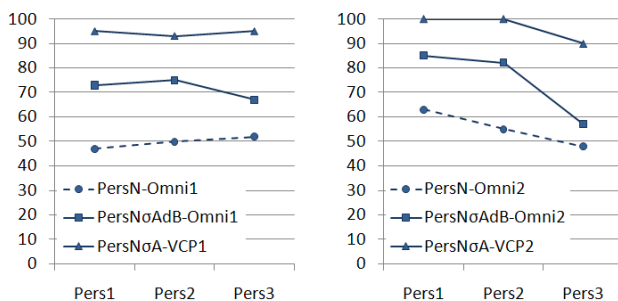 100
90
80
70
60
50
40
30
20
10
0
PersN-Omni1
PersNσAdB-Omni1
PersNσA-VCP1
Pers1 Pers2 Pers3
100
90
80
70
60
50
40
30
20
10
0
PersN-Omni2
PersNσAdB-Omni2
PersNσA-VCP2
Pers1 Pers2 Pers3